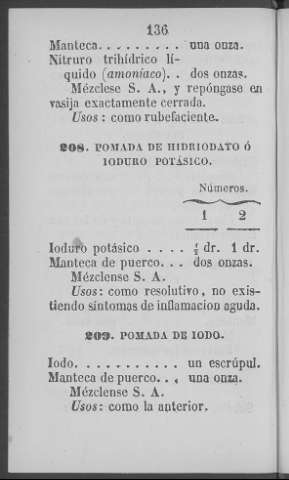 136
Manteca. . . . . . . . . una onza.
Nitruro trihídrico lí-
quido (amoníaco). . dos onzas.
Mézclese S. A., y repóngase en
vasija exactamente cerrada.
Usos: como rubefaciente.
208. POMADA DE HIDRIODATO Ó
IODURO POTÁSICO.
Números.
1 2
Ioduro potásico . . . . ½ dr. 1 dr.
Manteca de puerco. . . dos onzas.
Mézclense S. A.
Usos: como resolutivo, no exis-
tiendo síntomas de inflamacion aguda.
209. POMADA DE IODO.
Iodo. . . . . . . . . . . un escrúpul.
Manteca de puerco. . . una onza.
Mézclense S. A.
Usos: como la anterior.